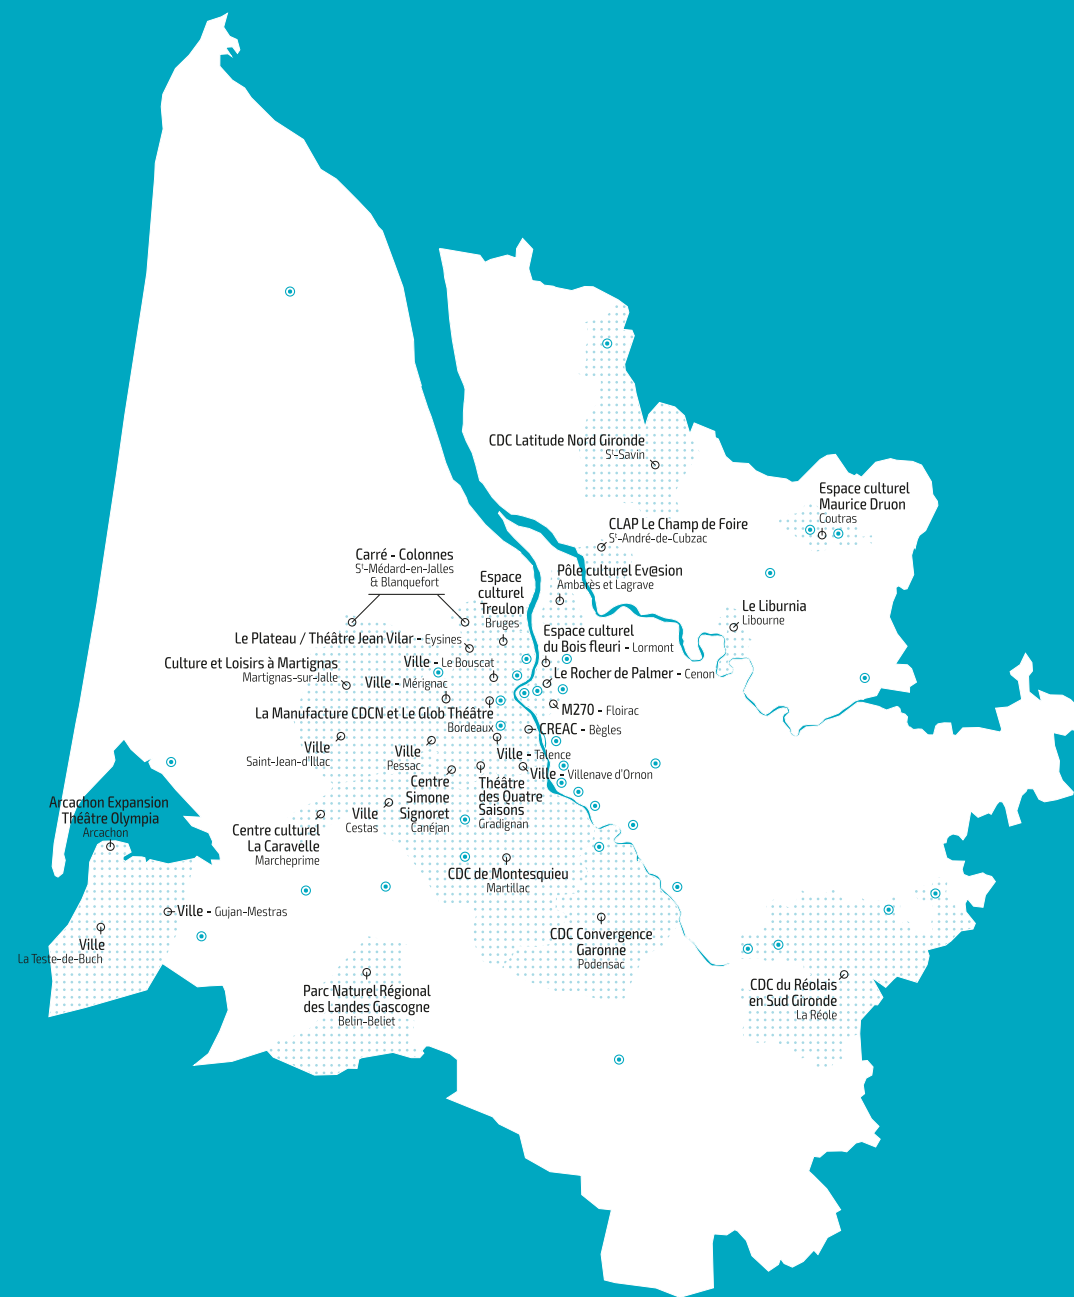 CDC Latitude Nord Gironde
Sᵗ-Savin
Espace culturel
Maurice Druon
Coutras
CLAP Le Champ de Foire
Sᵗ-André-de-Cubzac
Carré - Colonnes
Sᵗ-Médard-en-Jalles
& Blanquefort
Pôle culturel Ev@sion
Ambarès et Lagrave
Espace
culturel
Treulon
Bruges
Le Liburnia
Libourne
Le Plateau / Théâtre Jean Vilar - Eysines
Espace culturel
du Bois fleuri - Lormont
Culture et Loisirs à Martignas
Martignas-sur-Jalle
Ville - Le Bouscat
Ville - Mérignac
Le Rocher de Palmer - Cenon
La Manufacture CDCN et Le Glob Théâtre
Bordeaux
M270 - Floirac
CREAC - Bègles
Ville
Saint-Jean-d'Illac
Ville
Pessac
Ville - Talence
Ville - Villenave d'Ornon
Centre
Simone
Signoret
Canéjan
Théâtre
des Quatre
Saisons
Gradignan
Arcachon Expansion
Théâtre Olympia
Arcachon
Ville
Cestas
Centre culturel
La Caravelle
Marcheprime
CDC de Montesquieu
Martillac
Ville - Gujan-Mestras
Ville
La Teste-de-Buch
CDC Convergence
Garonne
Podensac
Parc Naturel Régional
des Landes Gascogne
Belin-Beliet
CDC du Réolais
en Sud Gironde
La Réole